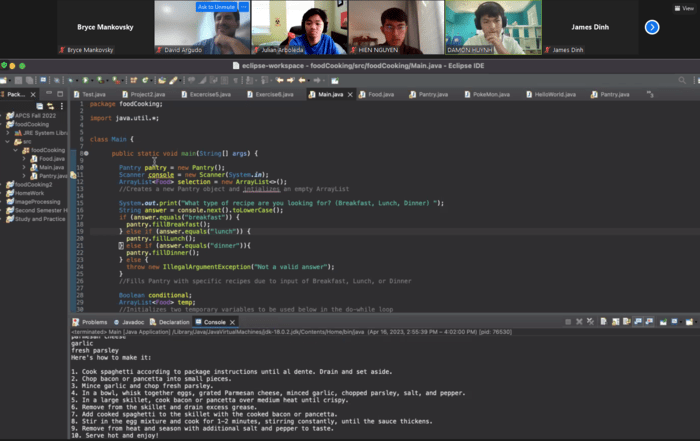 View
Ask to Unmute
Bryce Mankovsky
James Dinh
Bryce Mankovsky
David Argudo
Julian Arboleda
HIEN NGUYEN
DAMON HUYNH
James Dinh
eclipse-workspace - foodCooking/src/foodCooking/Main.java - Eclipse IDE
Pack...
Test.java
Project2.java
Excercise5.java
Exercise6.java
Main.java
Food.java
Pantry.java
PokeMon.java
HelloWorld.java
Pantry.java
APCS Fall 2022
foodCooking
JRE System Libr
src
foodCooking
Food.java
Main.java
Pantry.java
foodCooking2
HomeWork
ImageProcessing
Second Semester H
Study and Practice
1 package foodCooking;
2
3 import java.util.*;
4
5
6 class Main {
7
8 public static void main(String[] args) {
9
10 Pantry pantry = new Pantry();
11 Scanner console = new Scanner(System.in);
12 ArrayList<Food> selection = new ArrayList<>();
13 //Creates a new Pantry object and intializes an empty ArrayList
14
15 System.out.print("What type of recipe are you looking for? (Breakfast, Lunch, Dinner) ");
16 String answer = console.next().toLowerCase();
17 if (answer.equals("breakfast")) {
18 pantry.fillBreakfast();
19 } else if (answer.equals("lunch")) {
20 pantry.fillLunch();
21 } else if (answer.equals("dinner")){
22 pantry.fillDinner();
23 } else {
24 throw new IllegalArgumentException("Not a valid answer");
25 }
26 //Fills Pantry with specific recipes due to input of Breakfast, Lunch, or Dinner
27
28 Boolean conditional;
29 ArrayList<Food> temp;
30 //Initializes two temporary variables to be used below in the do-while loop
Problems
Javadoc
Declaration
Console
<terminated> Main [Java Application] /Library/Java/JavaVirtualMachines/jdk-18.0.2.jdk/Contents/Home/bin/java (Apr 16, 2023, 2:55:39 PM – 4:02:00 PM) [pid: 76530]
parmesan cheese
garlic
fresh parsley
Here's how to make it:
1. Cook spaghetti according to package instructions until al dente. Drain and set aside.
2. Chop bacon or pancetta into small pieces.
3. Mince garlic and chop fresh parsley.
4. In a bowl, whisk together eggs, grated Parmesan cheese, minced garlic, chopped parsley, salt, and pepper.
5. In a large skillet, cook bacon or pancetta over medium heat until crispy.
6. Remove from the skillet and drain excess grease.
7. Add cooked spaghetti to the skillet with the cooked bacon or pancetta.
8. Stir in the egg mixture and cook for 1-2 minutes, stirring constantly, until the sauce thickens.
9. Remove from heat and season with additional salt and pepper to taste.
10. Serve hot and enjoy!